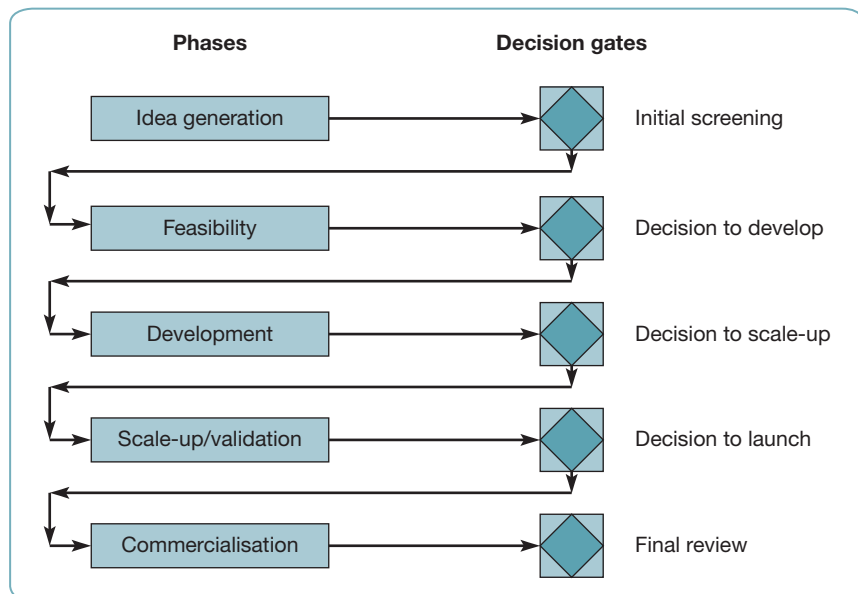 Phases
Decision gates
Idea generation
Initial screening
Feasibility
Decision to develop
Development
Decision to scale-up
Scale-up/validation
Decision to launch
Commercialisation
Final review